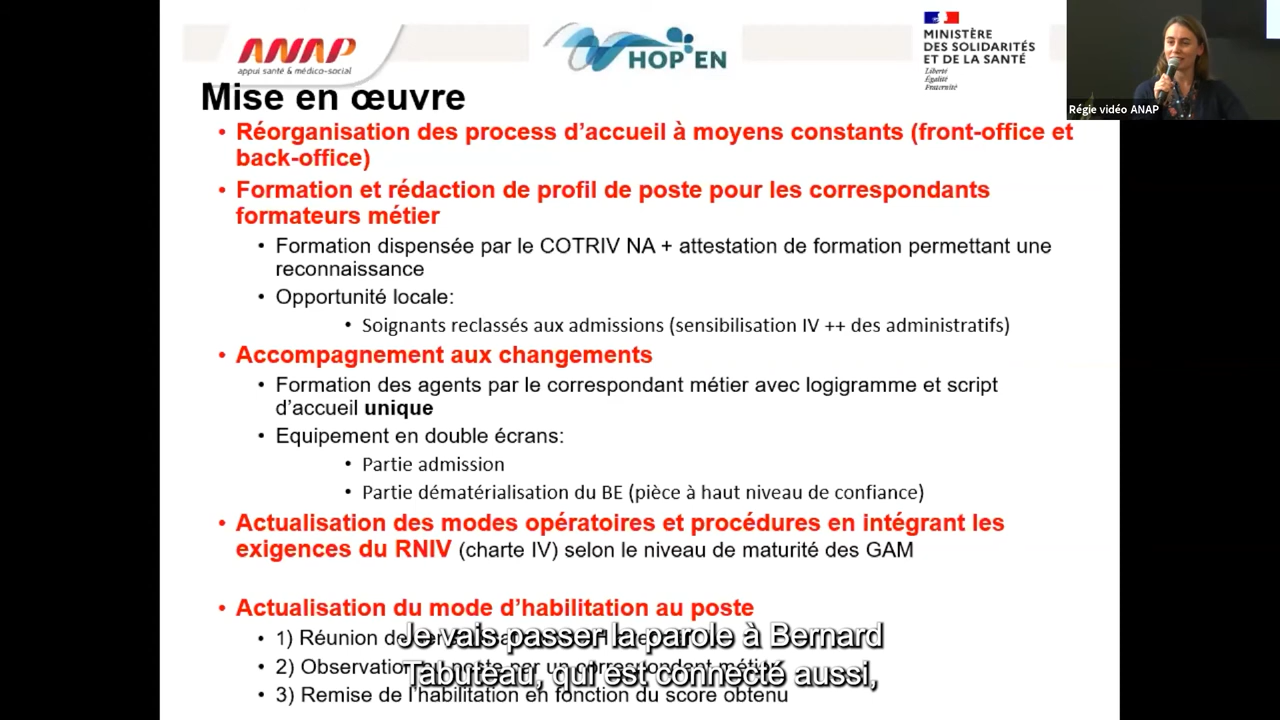 ANAP
appui santé & médico-social
HOP'EN
MINISTÈRE
DES SOLIDARITÉS
ET DE LA SANTÉ
Liberté
Égalité
Fraternité
Régie vidéo ANAP
Mise en œuvre
• Réorganisation des process d'accueil à moyens constants (front-office et
back-office)
• Formation et rédaction de profil de poste pour les correspondants
formateurs métier
• Formation dispensée par le COTRIV NA + attestation de formation permettant une
reconnaissance
• Opportunité locale:
• Soignants reclassés aux admissions (sensibilisation IV ++ des administratifs)
• Accompagnement aux changements
• Formation des agents par le correspondant métier avec logigramme et script
d'accueil unique
• Equipement en double écrans:
• Partie admission
• Partie dématérialisation du BE (pièce à haut niveau de confiance)
• Actualisation des modes opératoires et procédures en intégrant les
exigences du RNIV (charte IV) selon le niveau de maturité des GAM
• Actualisation du mode d'habilitation au poste
• 1) Réunion de
• 2) Observation au poste par un correspondant métier
• 3) Remise de l'habilitation en fonction du score obtenu
Je vais passer la parole à Bernard
Tabuteau, qui est connecté aussi,